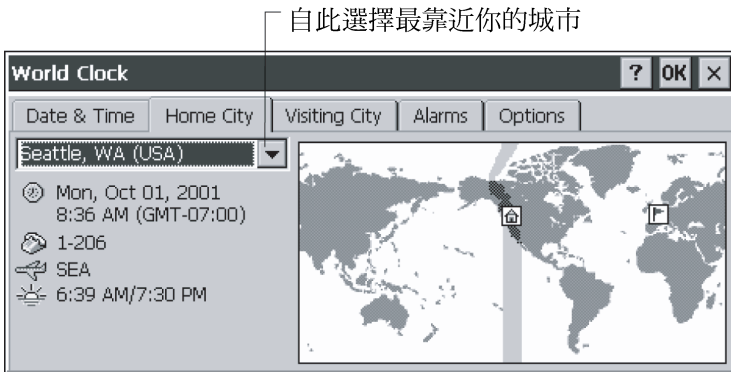 自此選擇最靠近你的城市
World Clock ? OK ×
Date & Time Home City Visiting City Alarms Options
Seattle, WA (USA)
Mon, Oct 01, 2001
8:36 AM (GMT-07:00)
1-206
SEA
6:39 AM/7:30 PM